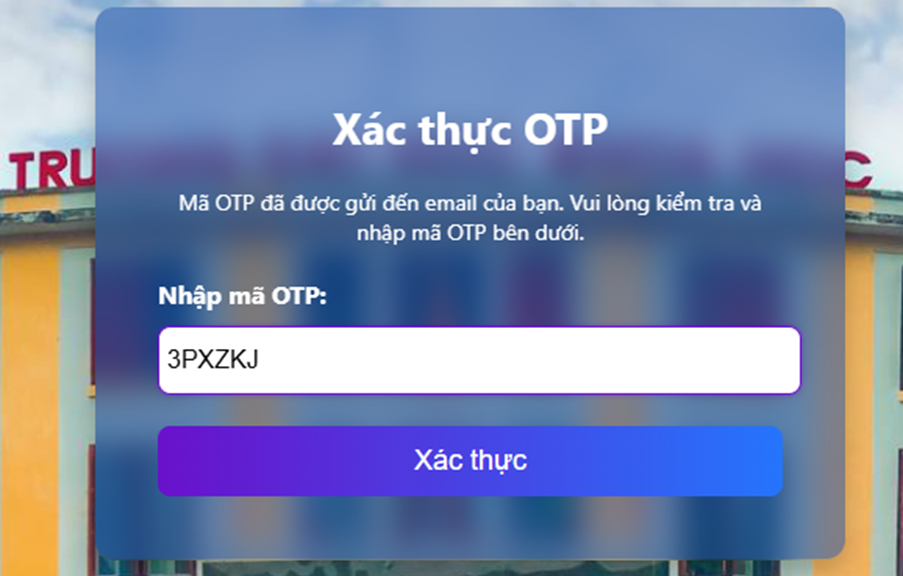 Xác thực OTP
TRU
C
Mã OTP đã được gửi đến email của bạn. Vui lòng kiểm tra và
nhập mã OTP bên dưới.
Nhập mã OTP:
3PXZKJ
Xác thực